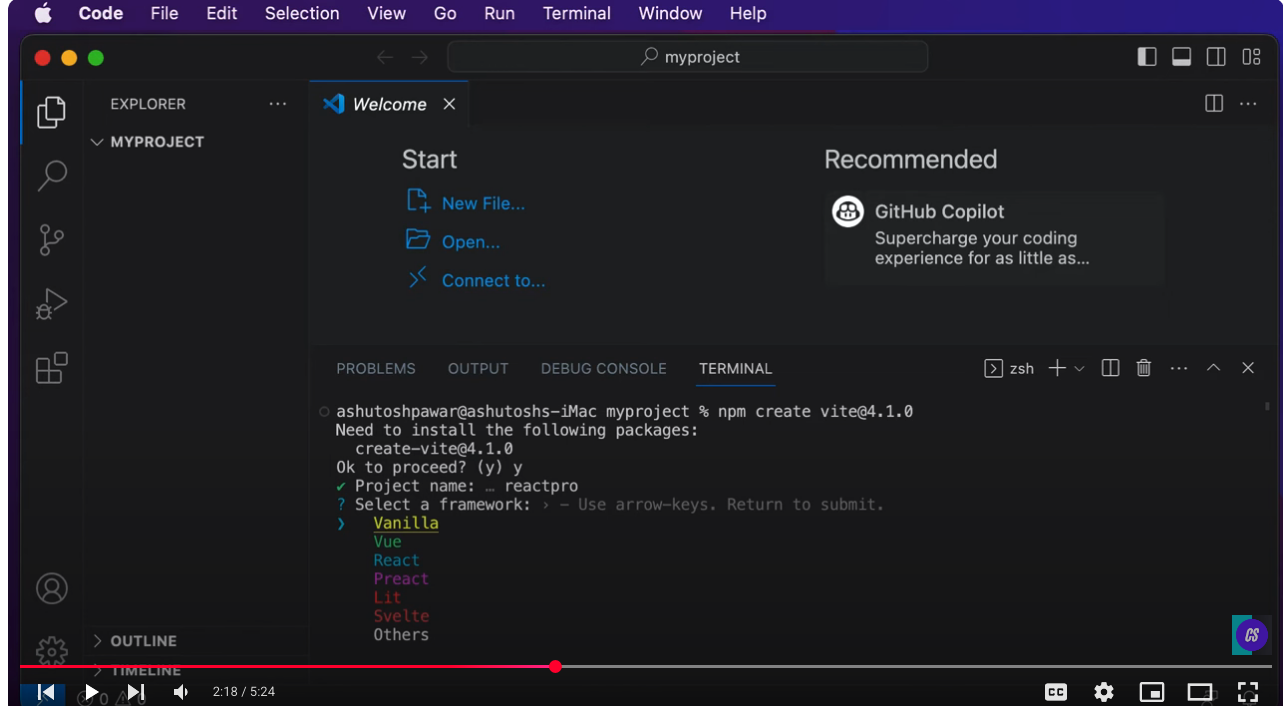 Code File Edit Selection View Go Run Terminal Window Help
myproject
EXPLORER ...
Welcome
MYPROJECT
Start
Recommended
New File...
Open...
Connect to...
GitHub Copilot
Supercharge your coding
experience for as little as...
PROBLEMS OUTPUT DEBUG CONSOLE TERMINAL
zsh
ashutoshpawar@ashutoshs-iMac myproject % npm create vite@4.1.0
Need to install the following packages:
create-vite@4.1.0
Ok to proceed? (y) y
✔ Project name: … reactpro
? Select a framework: › - Use arrow-keys. Return to submit.
❯ Vanilla
Vue
React
Preact
Lit
Svelte
Others
OUTLINE
CS
TIMELINE
0 0
2:18 / 5:24
CC